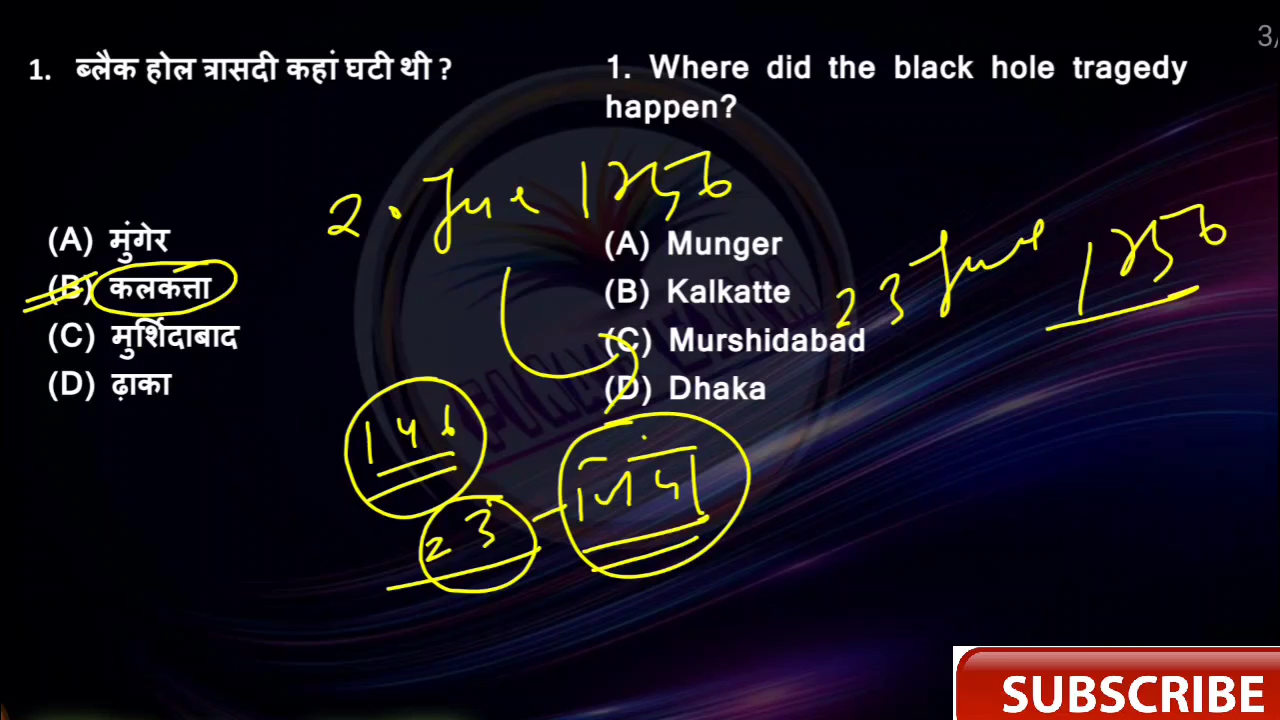 3/
1. ब्लैक होल त्रासदी कहां घटी थी ?
1. Where did the black hole tragedy
happen?
2. June 1756
(A) मुंगेर
(B) कलकत्ता
(C) मुर्शिदाबाद
(D) ढ़ाका
(A) Munger
(B) Kalkatte
(C) Murshidabad
(D) Dhaka
23 June 1756
146
23 - जिंदा
SUBSCRIBE